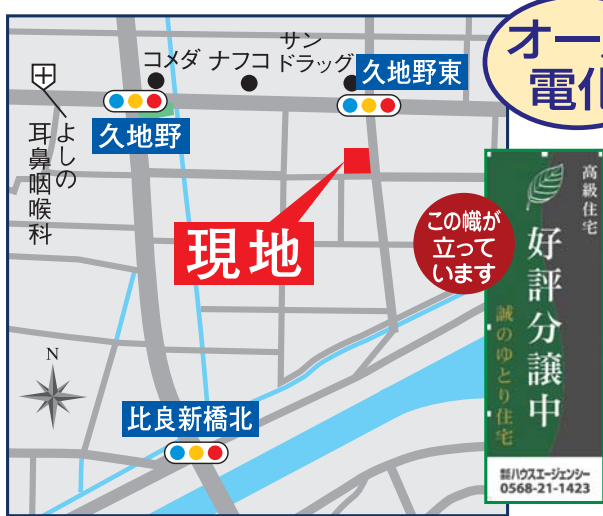 オー
電化
サン
コメダ
ナフコ
ドラッグ
久地野東
久地野
よしの
耳鼻咽喉科
現地
この幟が
立って
います
高級住宅
好評分譲中
誠のゆとり住宅
N
比良新橋北
株式会社ハウスエージェンシー
0568-21-1423